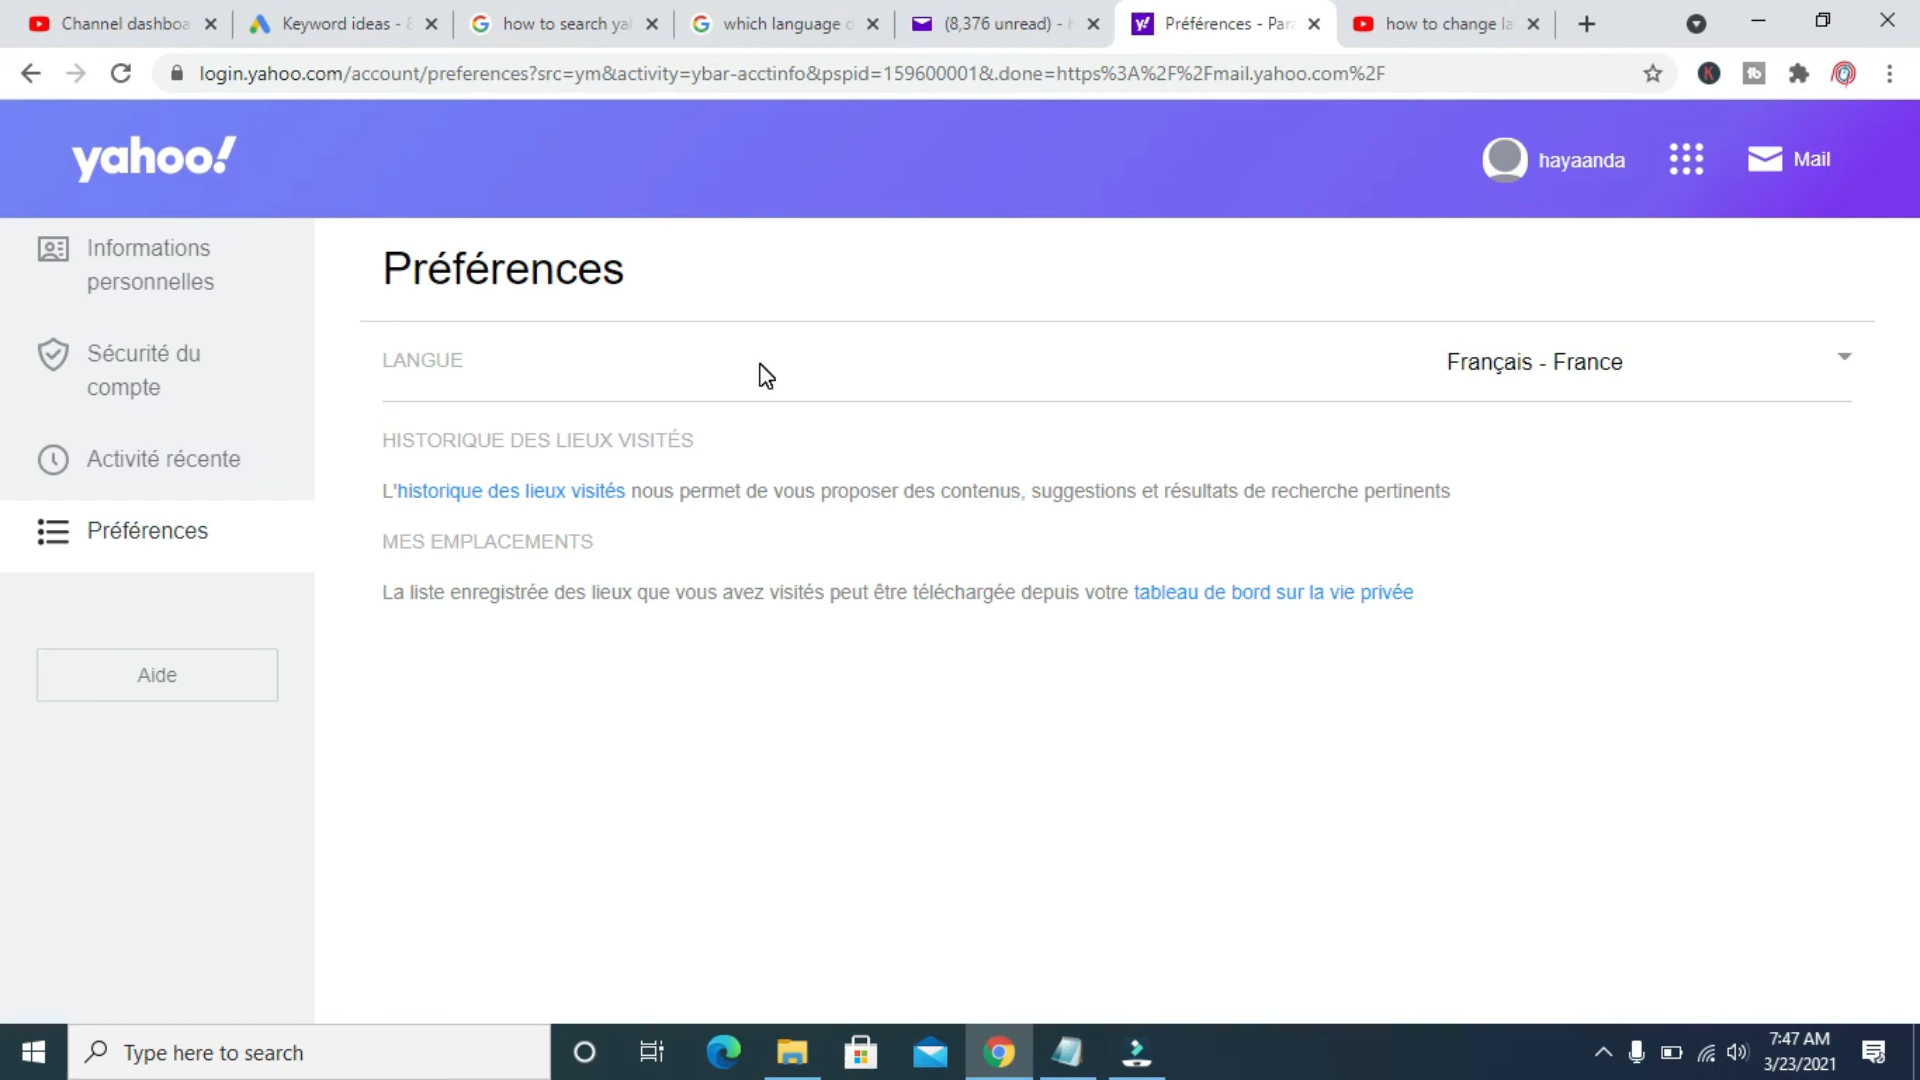 Channel dashboa
Keyword ideas - 8
how to search yal
which language d
(8,376 unread) - h
Préférences - Para
how to change la
login.yahoo.com/account/preferences?src=ym&activity=ybar-acctinfo&pspid=159600001&.done=https%3A%2F%2Fmail.yahoo.com%2F
K
tb
yahoo!
hayaanda
Mail
Informations
personnelles
Sécurité du
compte
Activité récente
Préférences
Aide
Préférences
LANGUE
Français - France
HISTORIQUE DES LIEUX VISITÉS
L'historique des lieux visités nous permet de vous proposer des contenus, suggestions et résultats de recherche pertinents
MES EMPLACEMENTS
La liste enregistrée des lieux que vous avez visités peut être téléchargée depuis votre tableau de bord sur la vie privée
Type here to search
7:47 AM
3/23/2021